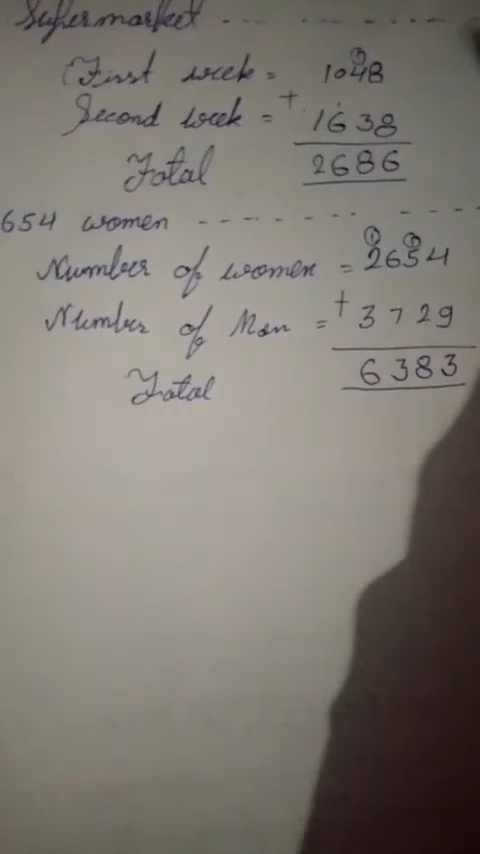 Supermarket --- -- --- ---
First week = 1048
Second week = + 1638
Total 2686
654 women ------- ----
Number of women = 2654
Number of Man = + 3729
Total 6383